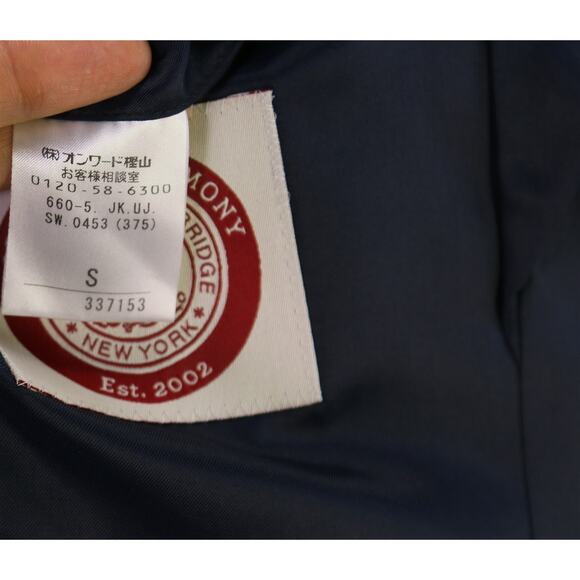 (株)オンワード樫山
お客様相談室
0120-58-6300
660-5. JK.UJ.
SW.0453 (375)
S
337153
MONY
BRIDGE
* NEW YORK *
Est. 2002